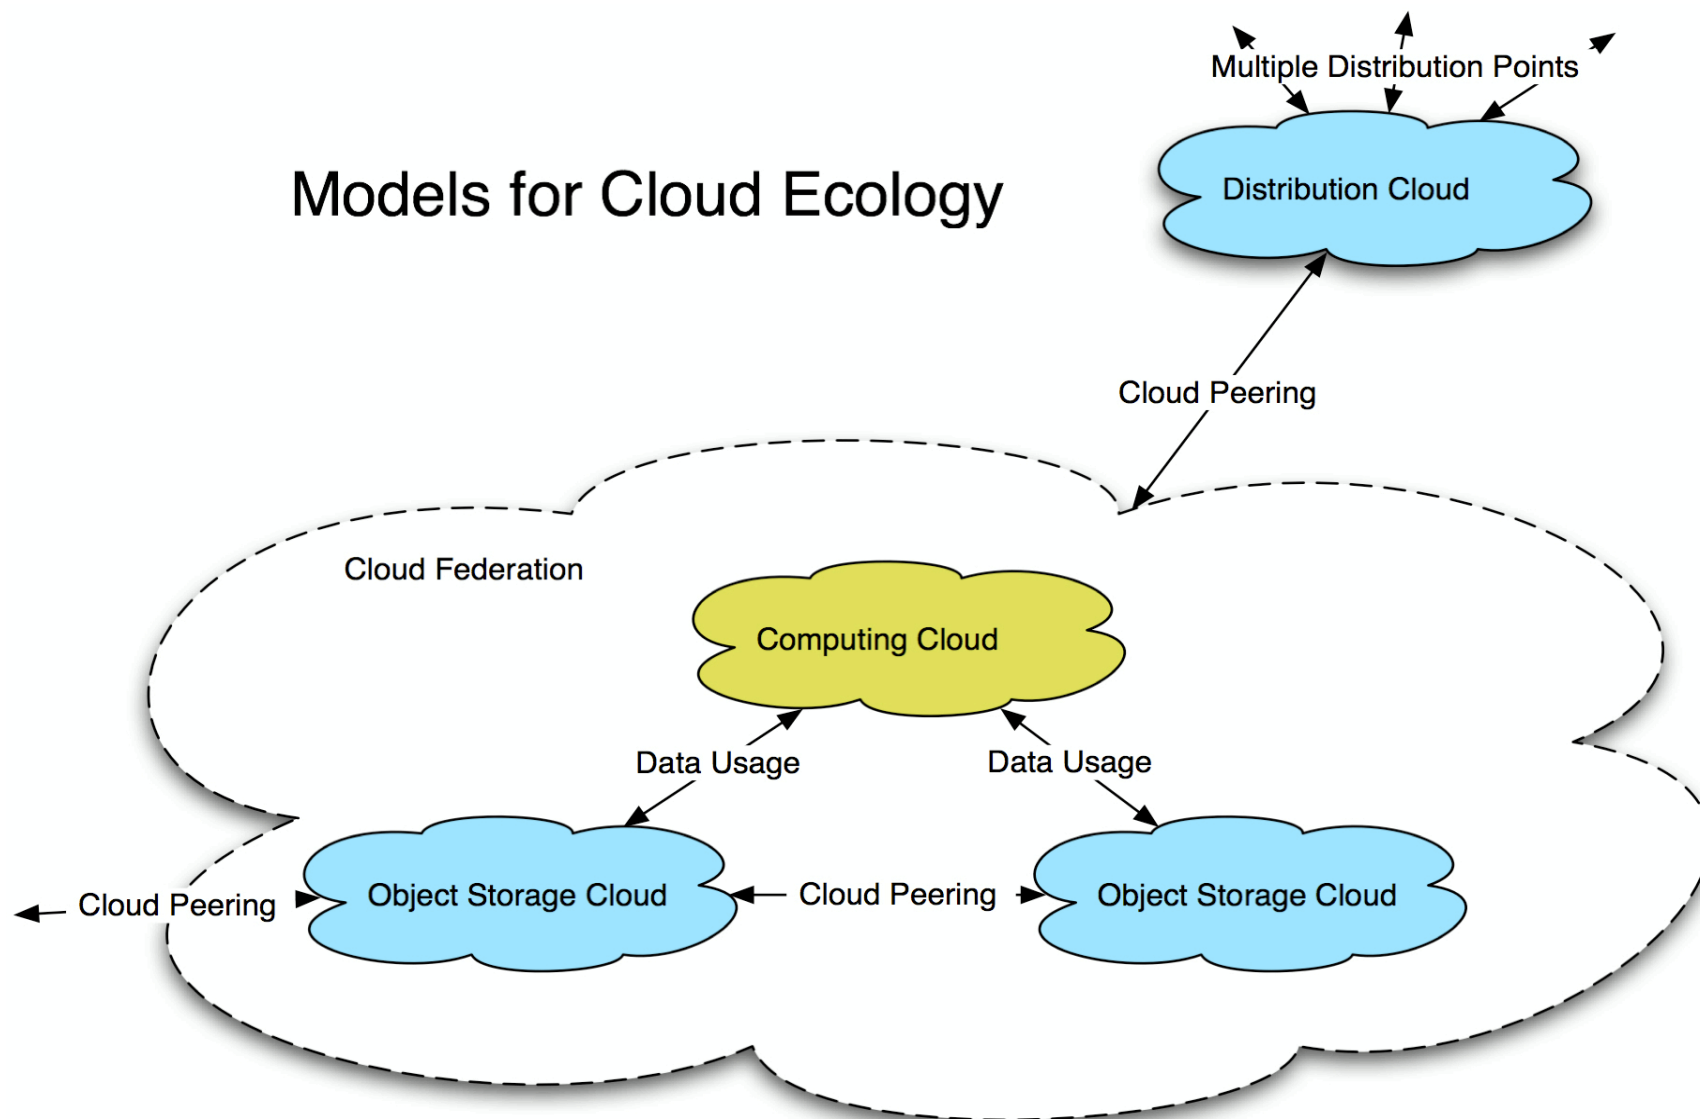 Multiple Distribution Points
Models for Cloud Ecology
Distribution Cloud
Cloud Peering
Cloud Federation
Computing Cloud
Data Usage
Data Usage
Cloud Peering
Object Storage Cloud
Cloud Peering
Object Storage Cloud